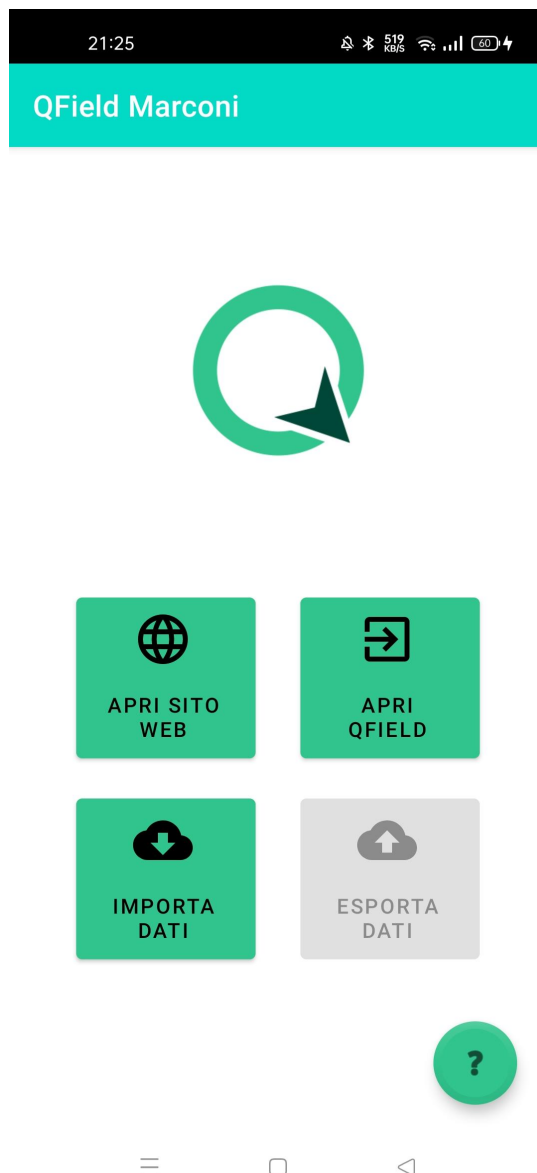 21:25
519
KB/S
60
QField Marconi
APRI SITO
WEB
APRI
QFIELD
IMPORTA
DATI
ESPORTA
DATI
?